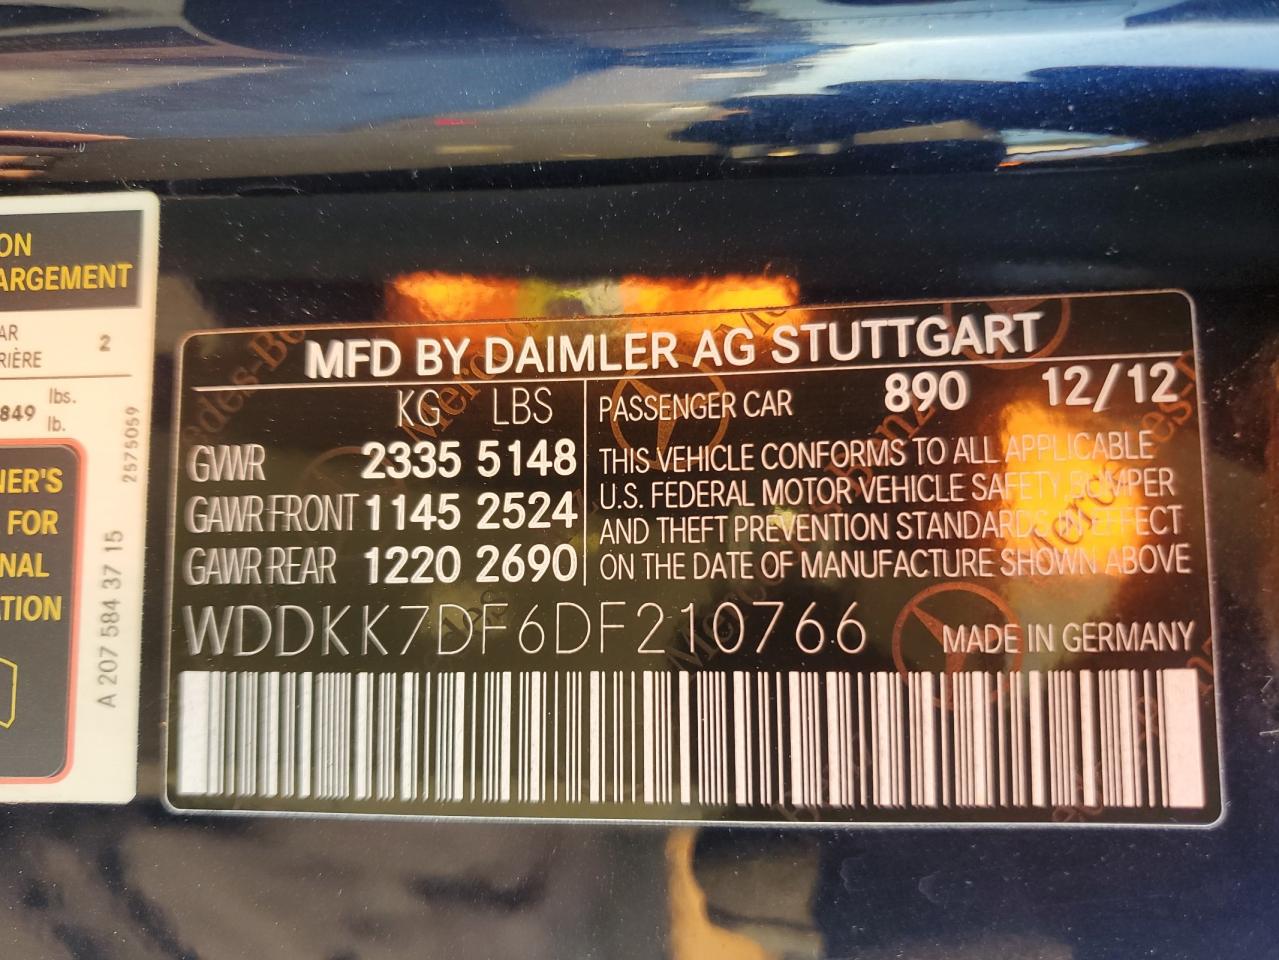 ON
ARGEMENT
AR
RIÈRE 2
849 lbs.
lb.
2575059
NER'S
FOR
NAL
TION
A 207 584 37 15
MFD BY DAIMLER AG STUTTGART
KG LBS
GVWR 2335 5148
GAWR FRONT 1145 2524
GAWR REAR 1220 2690
PASSENGER CAR 890 12/12
THIS VEHICLE CONFORMS TO ALL APPLICABLE
U.S. FEDERAL MOTOR VEHICLE SAFETY, BUMPER
AND THEFT PREVENTION STANDARDS IN EFFECT
ON THE DATE OF MANUFACTURE SHOWN ABOVE
WDDKK7DF6DF210766 MADE IN GERMANY